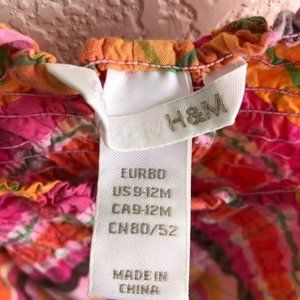 H&M
EUR80
US9-12M
CA9-12M
CN80/52
MADE IN
CHINA